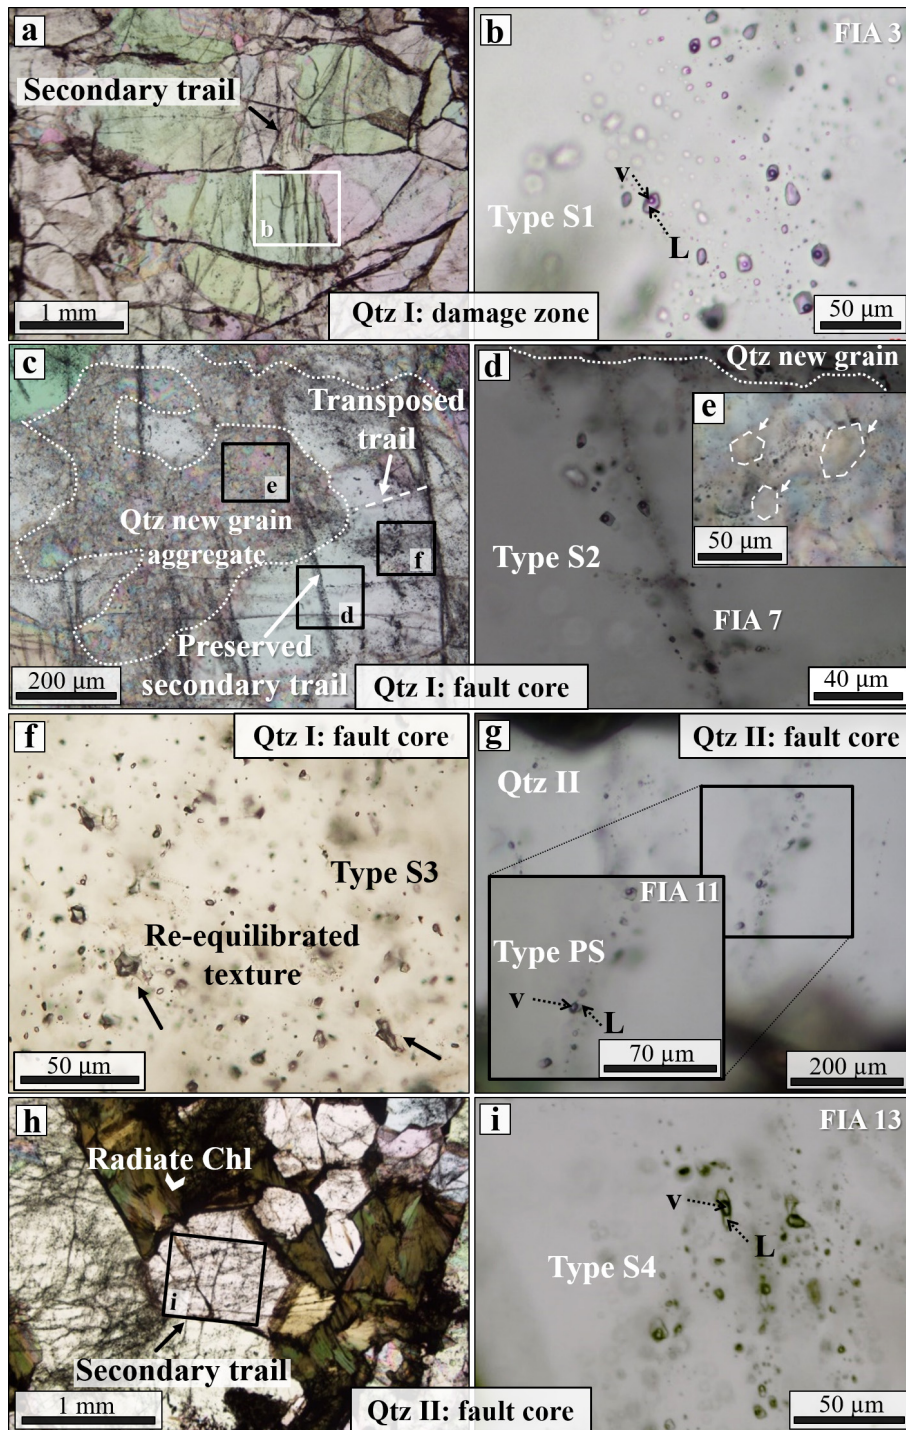 a
Secondary trail
b
1 mm
Qtz I: damage zone
b
FIA 3
v
Type S1
L
50 µm
c
Transposed
trail
e
Qtz new grain
aggregate
f
d
Preserved
secondary trail
200 µm
Qtz I: fault core
d
Qtz new grain
e
50 µm
Type S2
FIA 7
40 µm
f
Qtz I: fault core
Type S3
Re-equilibrated
texture
50 µm
g
Qtz II: fault core
Qtz II
FIA 11
Type PS
v
L
70 µm
200 µm
h
Radiate Chl
i
Secondary trail
1 mm
Qtz II: fault core
i
FIA 13
v
L
Type S4
50 µm